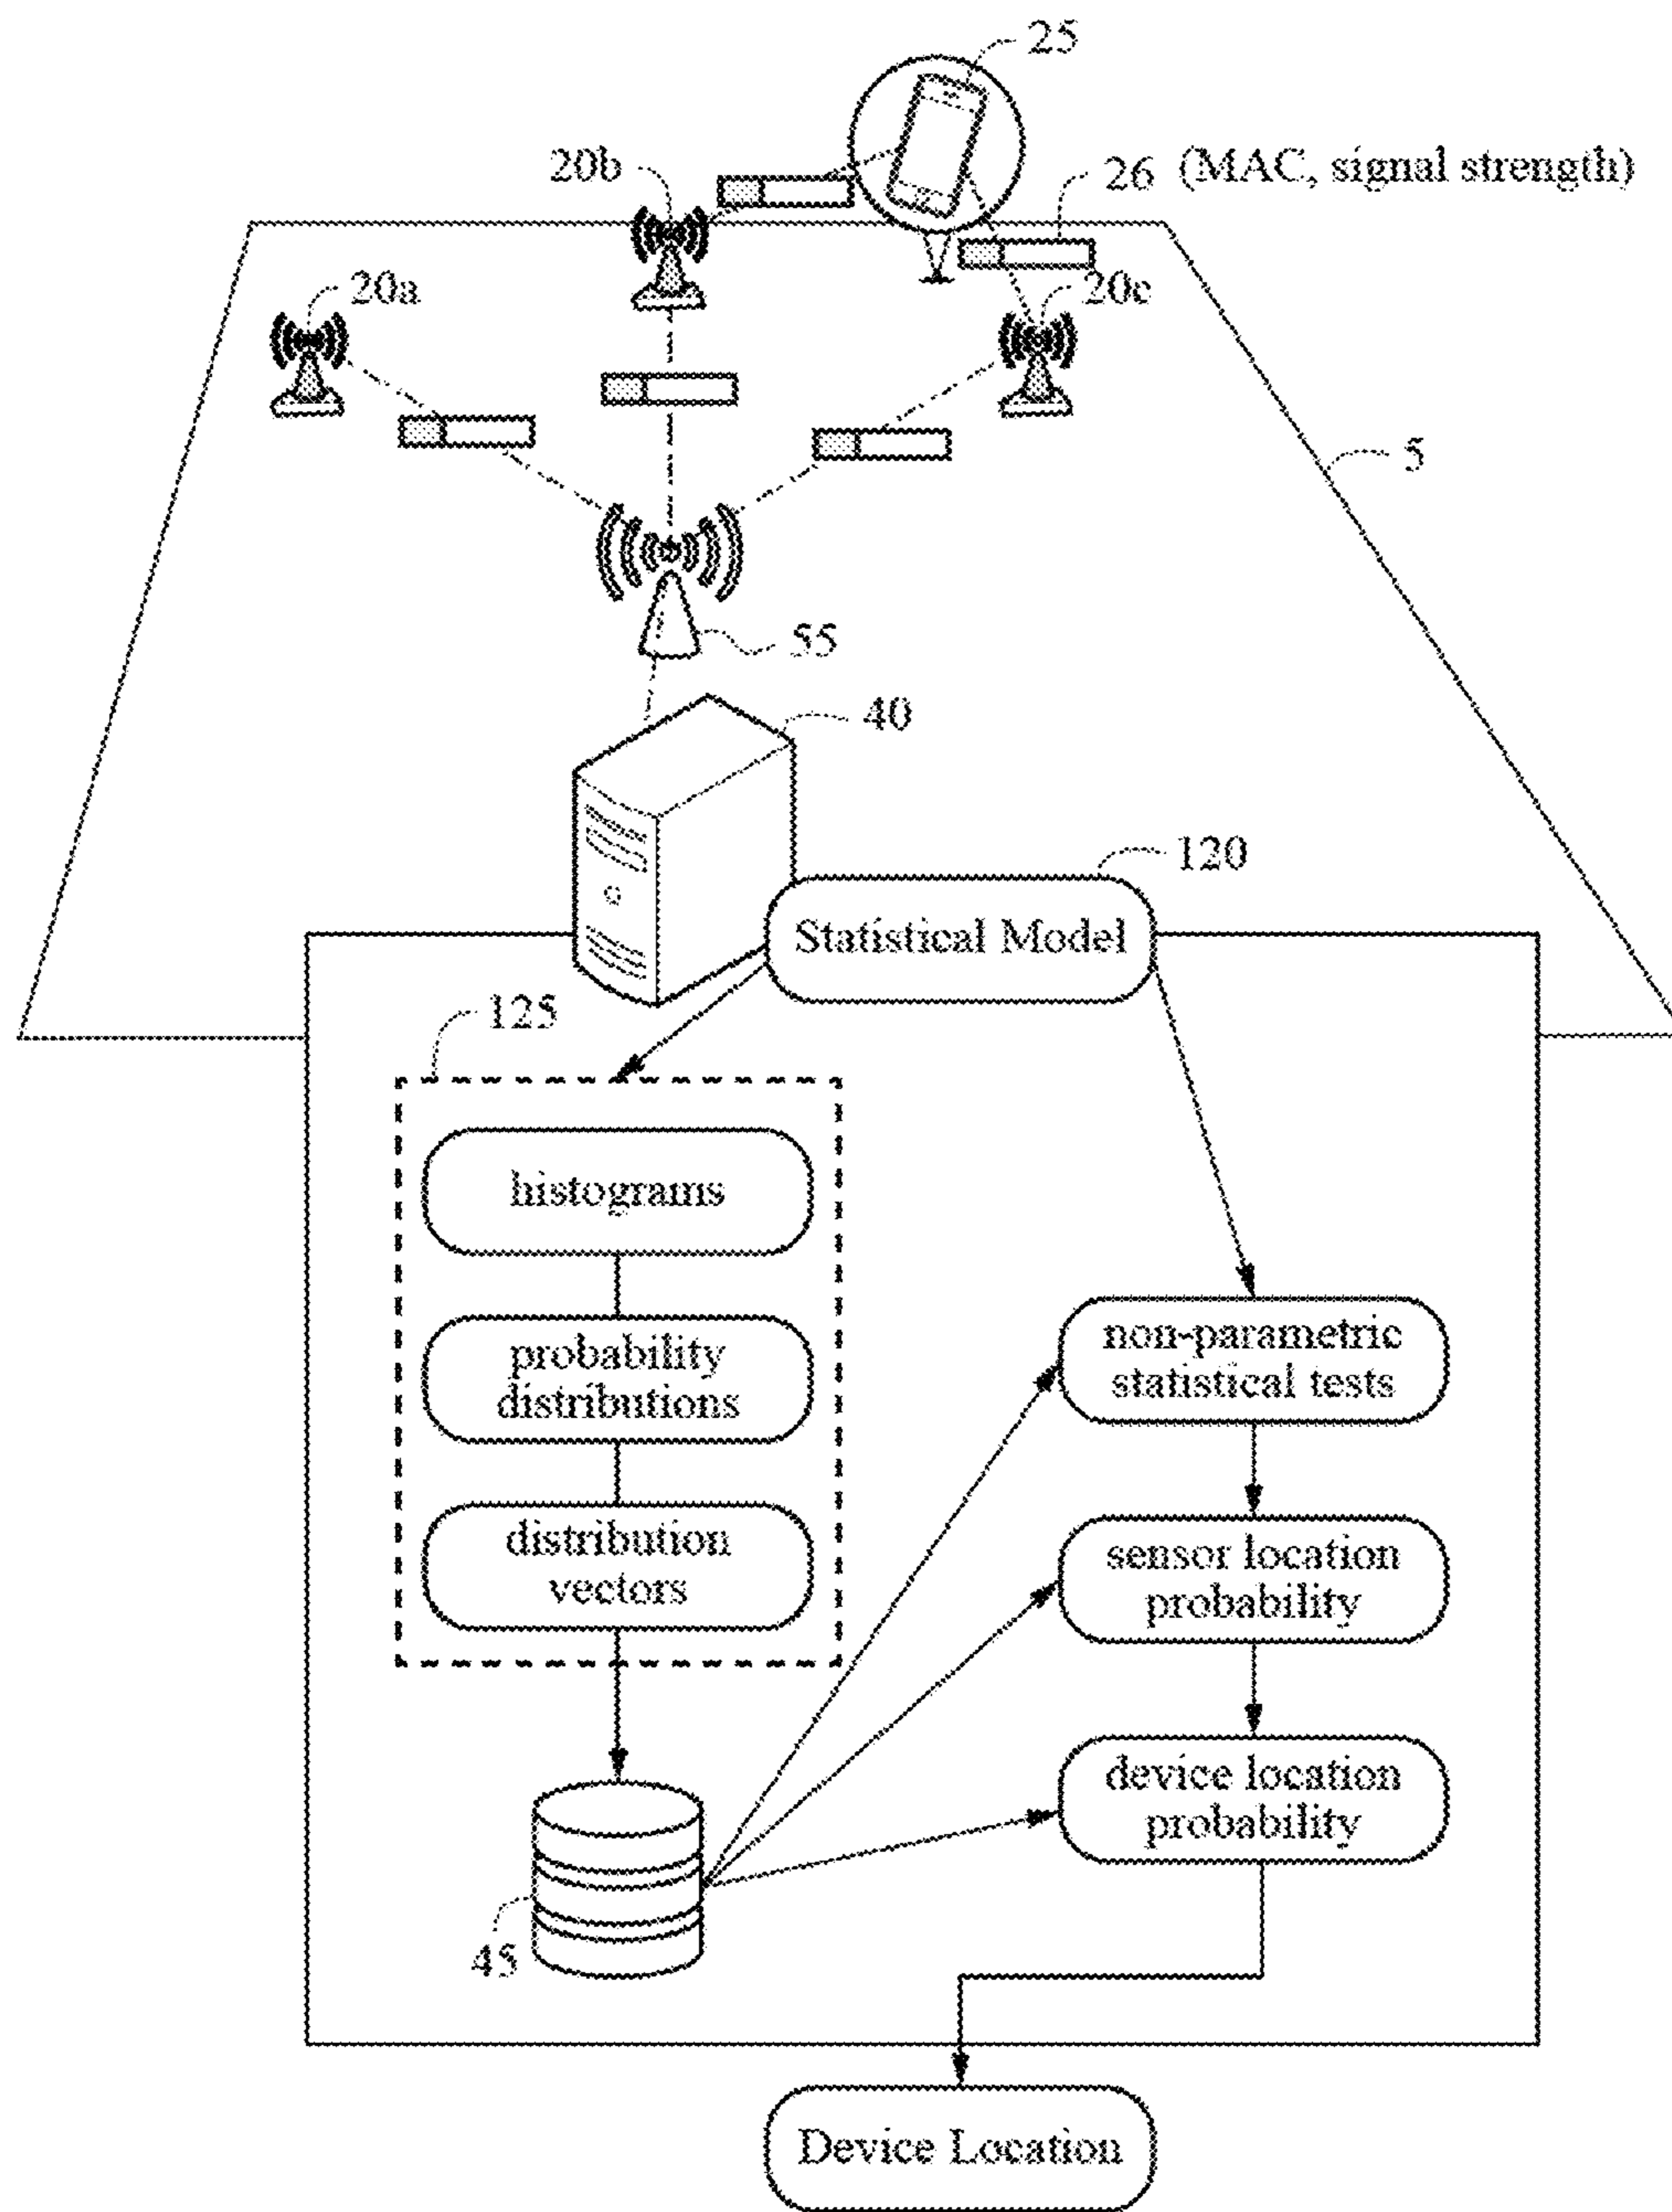 25
20b
26 (MAC, signal strength)
20a
20c
5
55
40
120
Statistical Model
125
histograms
probability
distributions
distribution
vectors
non-parametric
statistical tests
sensor location
probability
device location
probability
45
Device Location